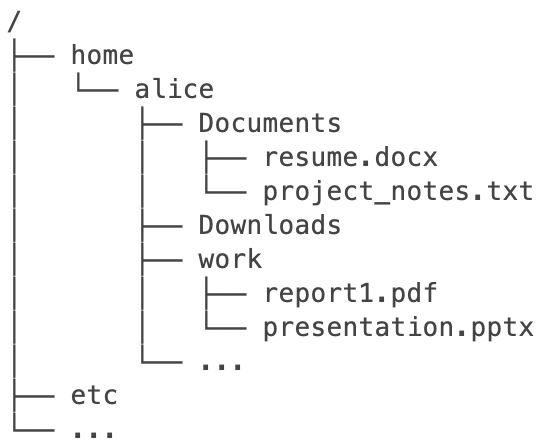 /
├── home
│   └── alice
│       ├── Documents
│       │   ├── resume.docx
│       │   └── project_notes.txt
│       ├── Downloads
│       ├── work
│       │   ├── report1.pdf
│       │   └── presentation.pptx
│       └── ...
├── etc
└── ...